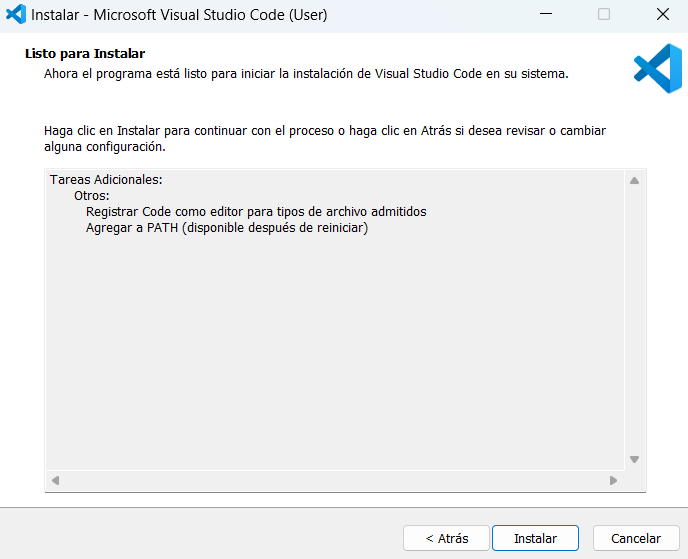 Instalar - Microsoft Visual Studio Code (User)
Listo para Instalar
Ahora el programa está listo para iniciar la instalación de Visual Studio Code en su sistema.
Haga clic en Instalar para continuar con el proceso o haga clic en Atrás si desea revisar o cambiar
alguna configuración.
Tareas Adicionales:
Otros:
Registrar Code como editor para tipos de archivo admitidos
Agregar a PATH (disponible después de reiniciar)
< Atrás
Instalar
Cancelar